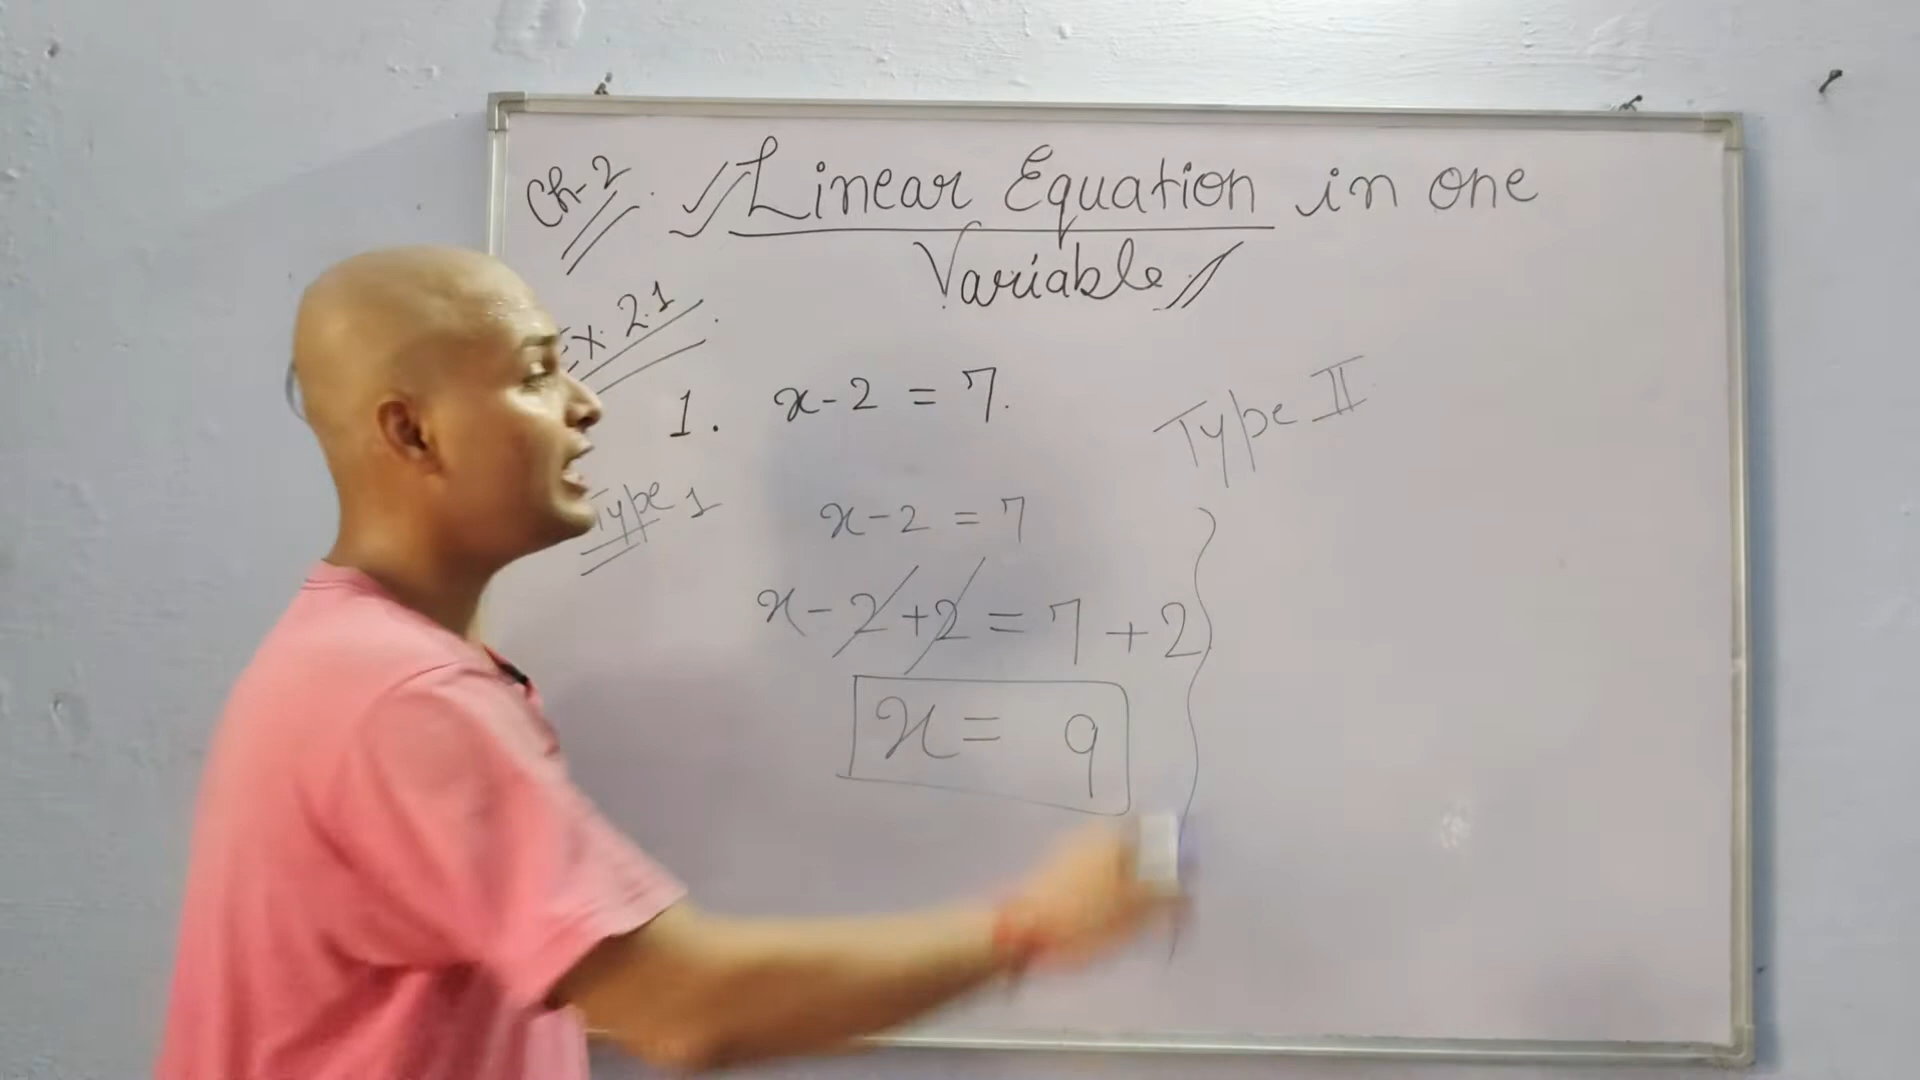 Ch-2
Linear Equation in one
Variable
Ex. 2.1
1. x-2 = 7.
Type II
Type 1
x-2 = 7
x-2+2 = 7+2
x = 9